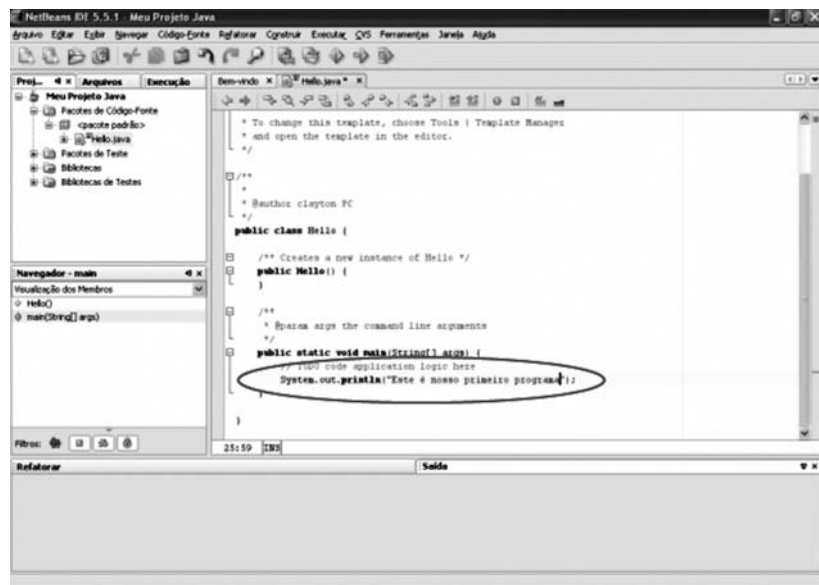 NetBeans IDE 5.5.1 - Meu Projeto Java
Arquivo Editar Exibir Navegar Código-Fonte Refatorar Construir Executar CVS Ferramentas Janela Ajuda
Proj... Arquivos Execução
Meu Projeto Java
Pacotes de Código-Fonte
<pacote padrão>
Hello.java
Pacotes de Teste
Bibliotecas
Bibliotecas de Testes
Navegador - main
Visualização dos Membros
Hello()
main(String[] args)
Filtros:
Bem-vindo x Hello.java * x
* To change this template, choose Tools | Template Manager
* and open the template in the editor.
*/
/**
*
* @author clayton PC
*/
public class Hello {
/** Creates a new instance of Hello */
public Hello() {
}
/**
* @param args the command line arguments
*/
public static void main(String[] args) {
// TODO code application logic here
System.out.println("Este é nosso primeiro programa");
}
}
25:59 INS
Refatorar
Saída